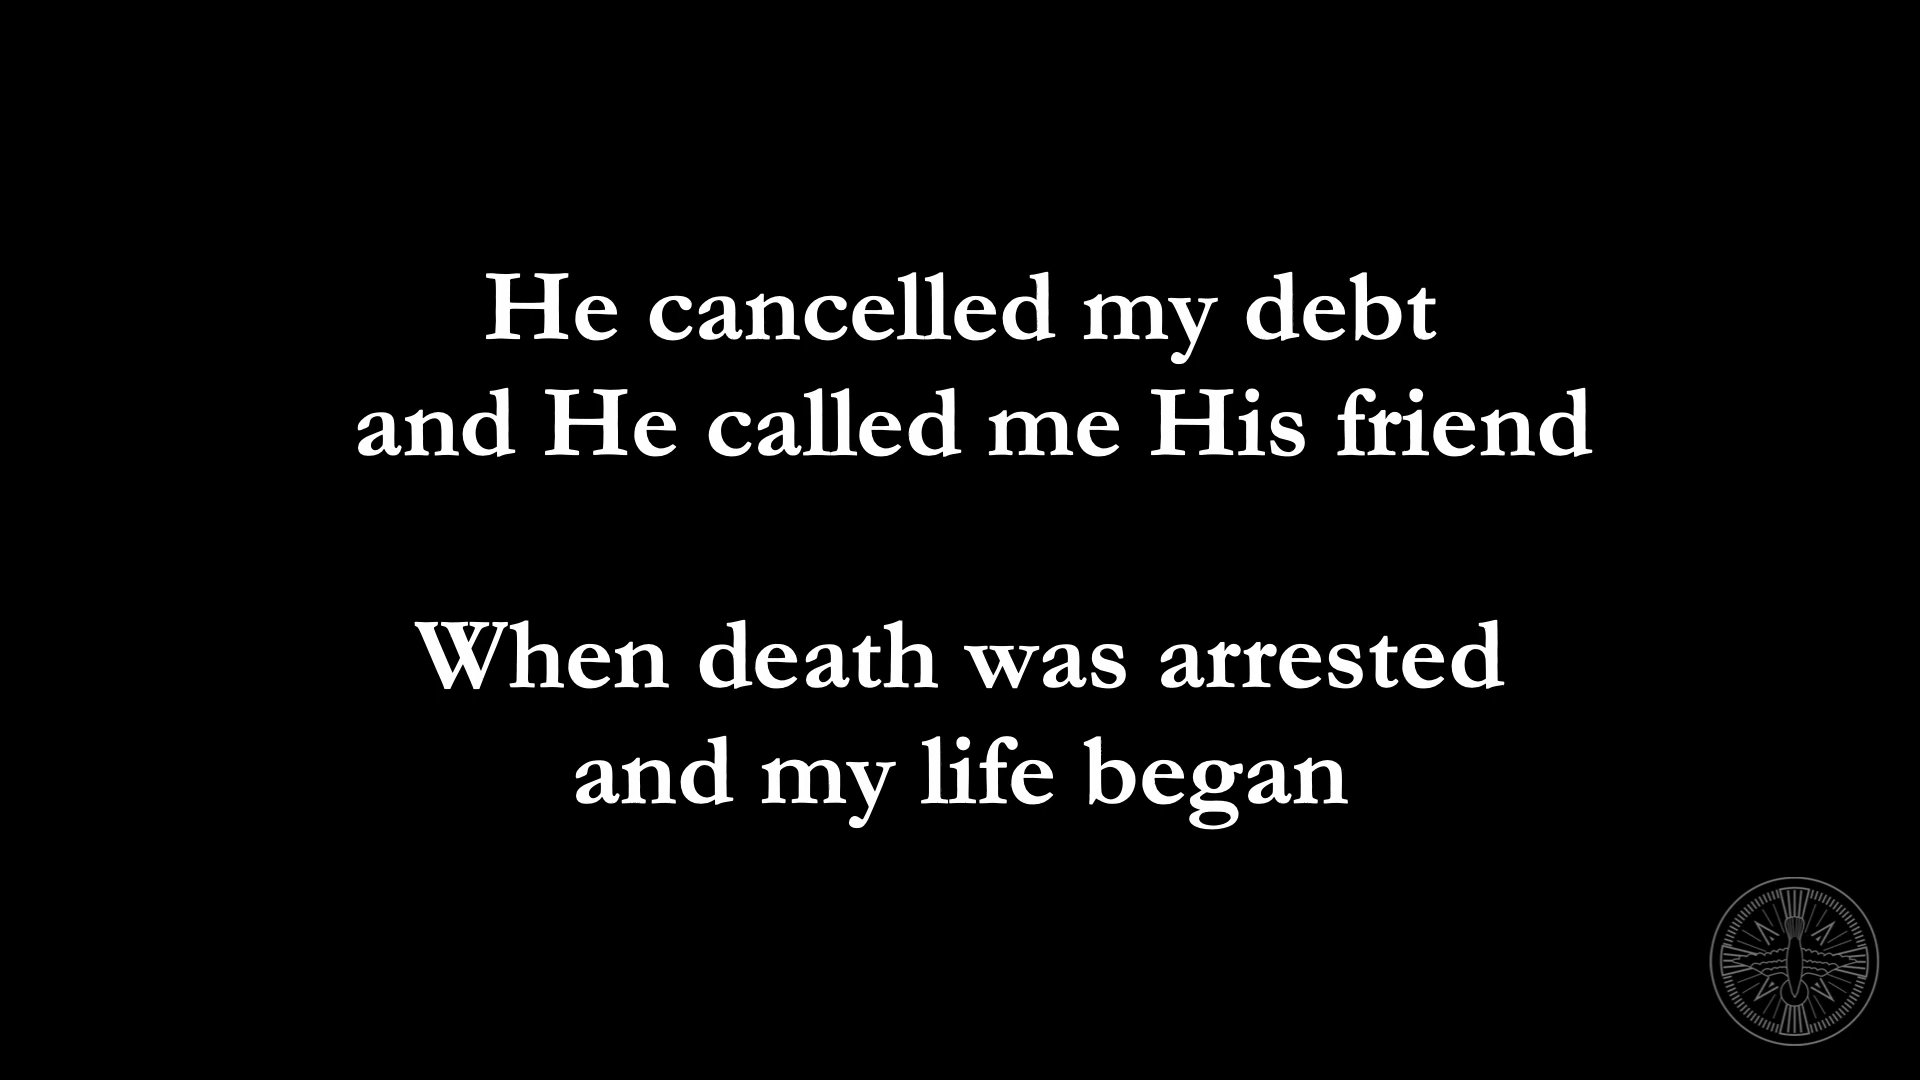 He cancelled my debt
and He called me His friend
When death was arrested
and my life began